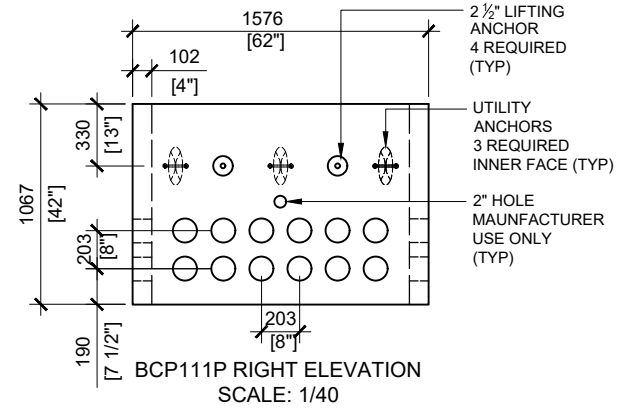 1576
[62"]
102
[4"]
330
[13"]
1067
[42"]
203
[8"]
190
[7 1/2"]
203
[8"]
2 ½" LIFTING
ANCHOR
4 REQUIRED
(TYP)
UTILITY
ANCHORS
3 REQUIRED
INNER FACE (TYP)
2" HOLE
MAUNFACTURER
USE ONLY
(TYP)
BCP111P RIGHT ELEVATION
SCALE: 1/40